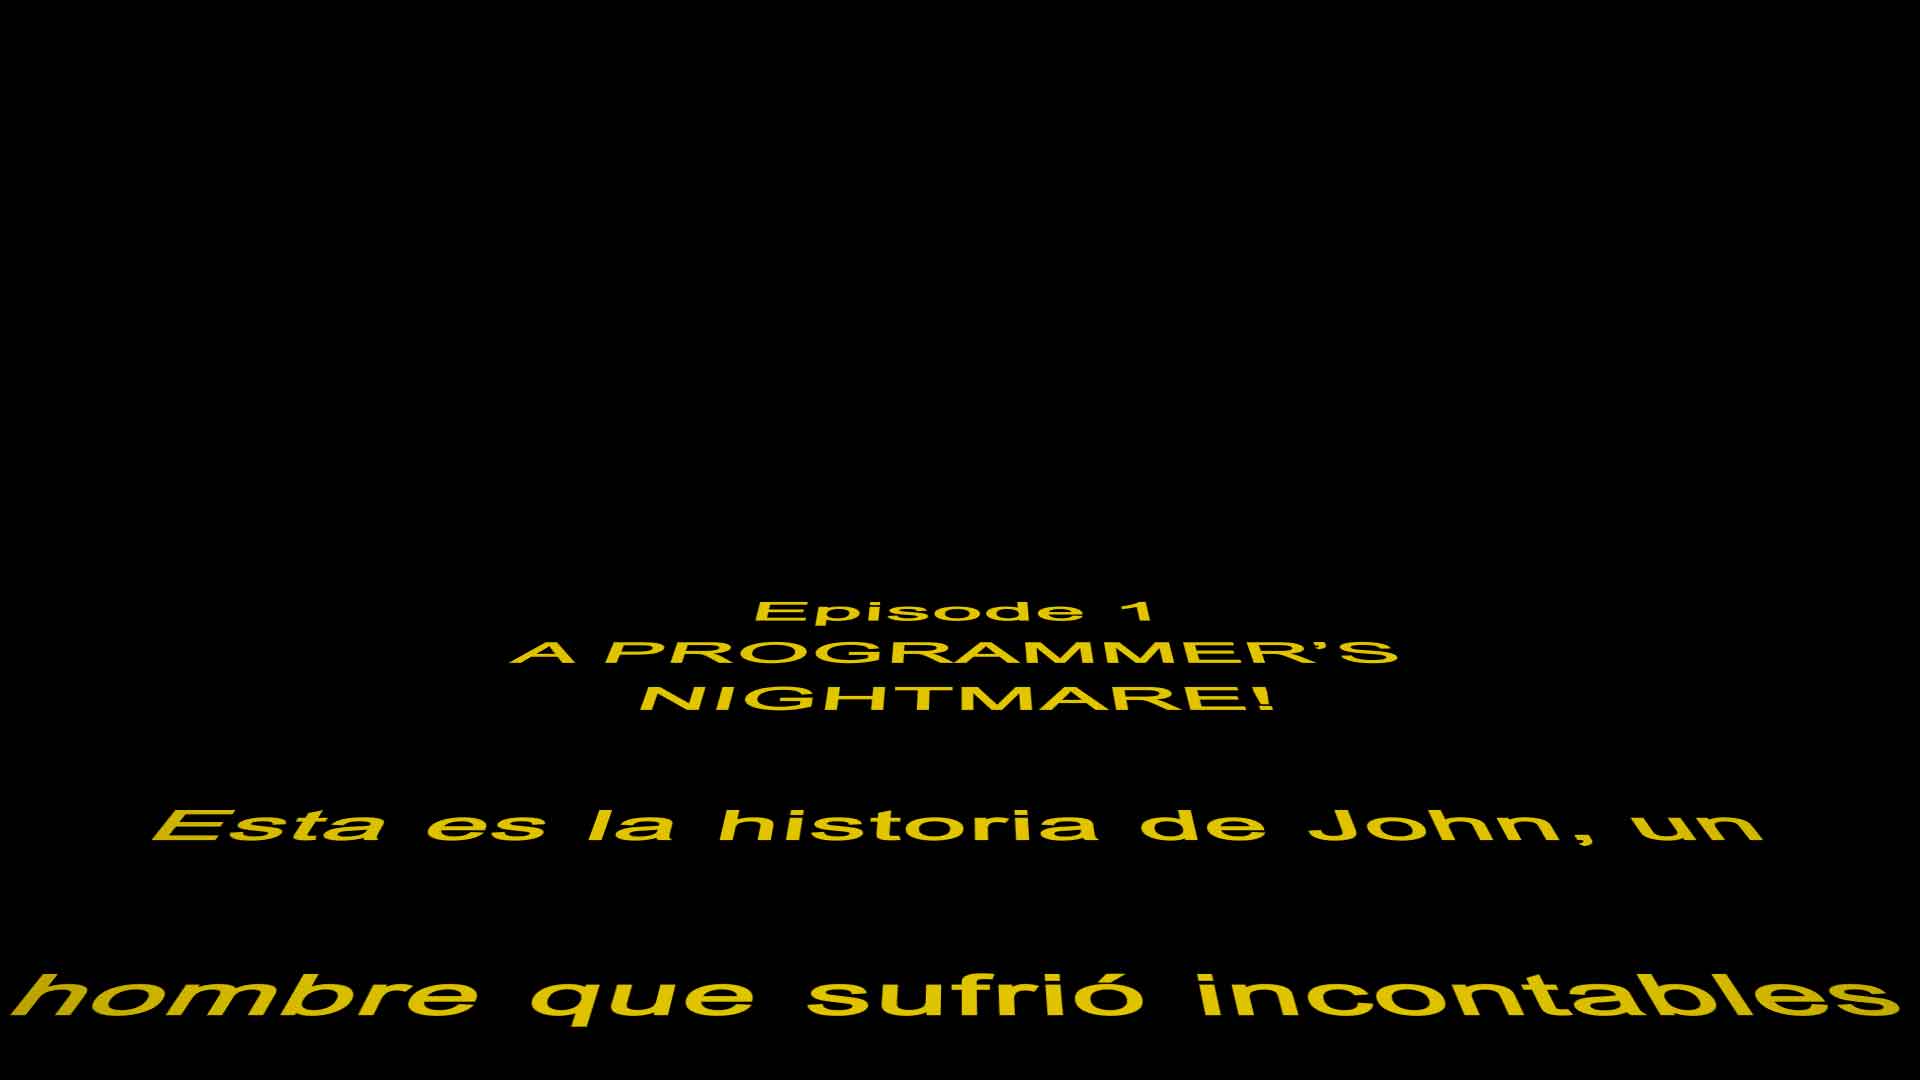 Episode 1
A PROGRAMMER’S
NIGHTMARE!
Esta es la historia de John, un
hombre que sufrió incontables